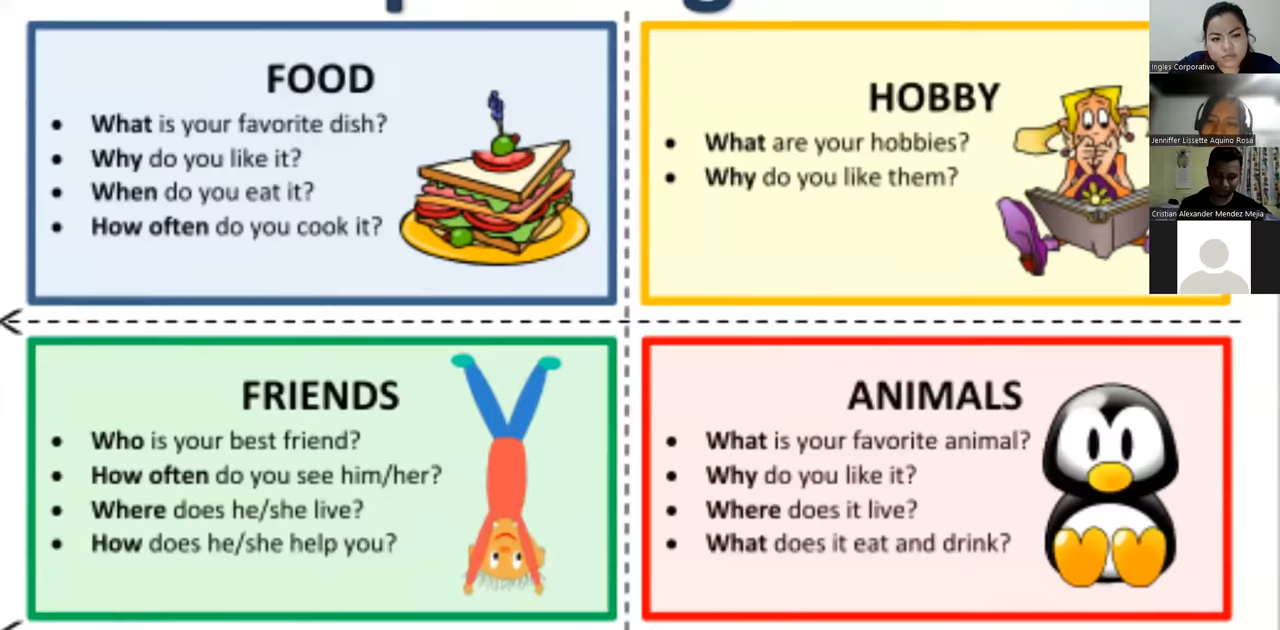 FOOD
What is your favorite dish?
Why do you like it?
When do you eat it?
How often do you cook it?
HOBBY
What are your hobbies?
Why do you like them?
FRIENDS
Who is your best friend?
How often do you see him/her?
Where does he/she live?
How does he/she help you?
ANIMALS
What is your favorite animal?
Why do you like it?
Where does it live?
What does it eat and drink?
Ingles Corporativo
Jenniffer Lissette Aquino Rosa
Cristian Alexander Mendez Mejia